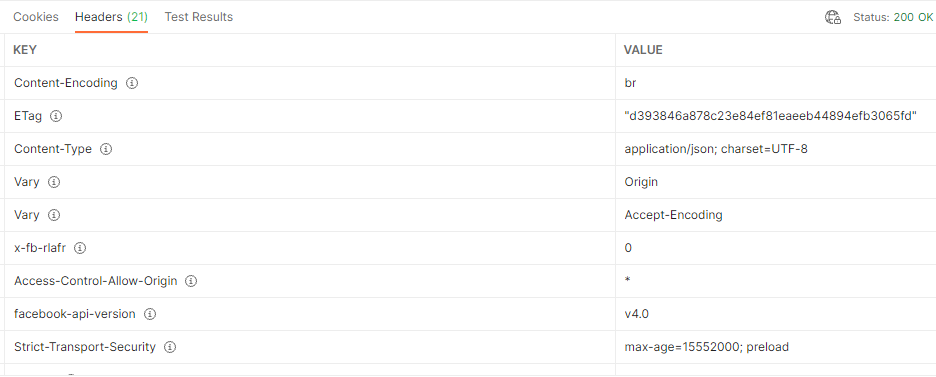 Cookies Headers (21) Test Results Status: 200 OK
KEY VALUE
Content-Encoding br
ETag "d393846a878c23e84ef81eaeeb44894efb3065fd"
Content-Type application/json; charset=UTF-8
Vary Origin
Vary Accept-Encoding
x-fb-rlafr 0
Access-Control-Allow-Origin *
facebook-api-version v4.0
Strict-Transport-Security max-age=15552000; preload